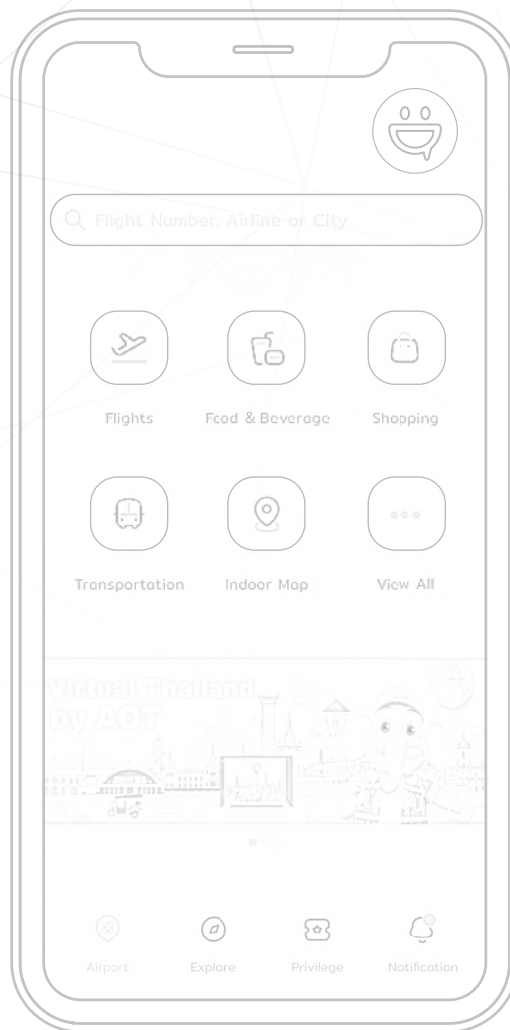 Flight Number, Airline or City
Flights
Food & Beverage
Shopping
Transportation
Indoor Map
View All
Virtual Thailand
by AOT
Airport
Explore
Privilege
Notification